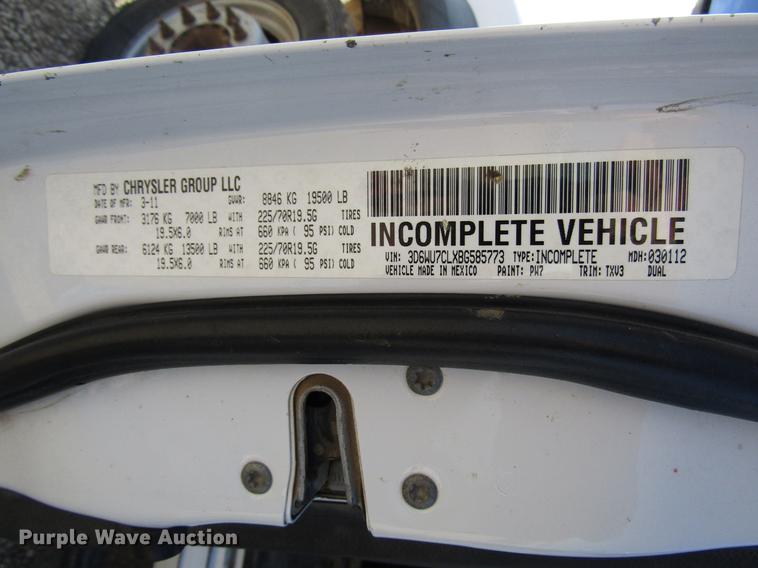 MFD BY CHRYSLER GROUP LLC
DATE OF MFR: 3-11 GVWR: 8846 KG 19500 LB
GAWR FRONT: 3176 KG 7000 LB WITH 225/70R19.5G TIRES
19.5X6.0 RIMS AT 660 KPA ( 95 PSI) COLD
GAWR REAR: 6124 KG 13500 LB WITH 225/70R19.5G TIRES
19.5X6.0 RIMS AT 660 KPA ( 95 PSI) COLD
INCOMPLETE VEHICLE
VIN: 3D6WU7CLXBG585773 TYPE: INCOMPLETE MDH: 030112
VEHICLE MADE IN MEXICO PAINT: PW7 TRIM: TXV3 DUAL
Purple Wave Auction